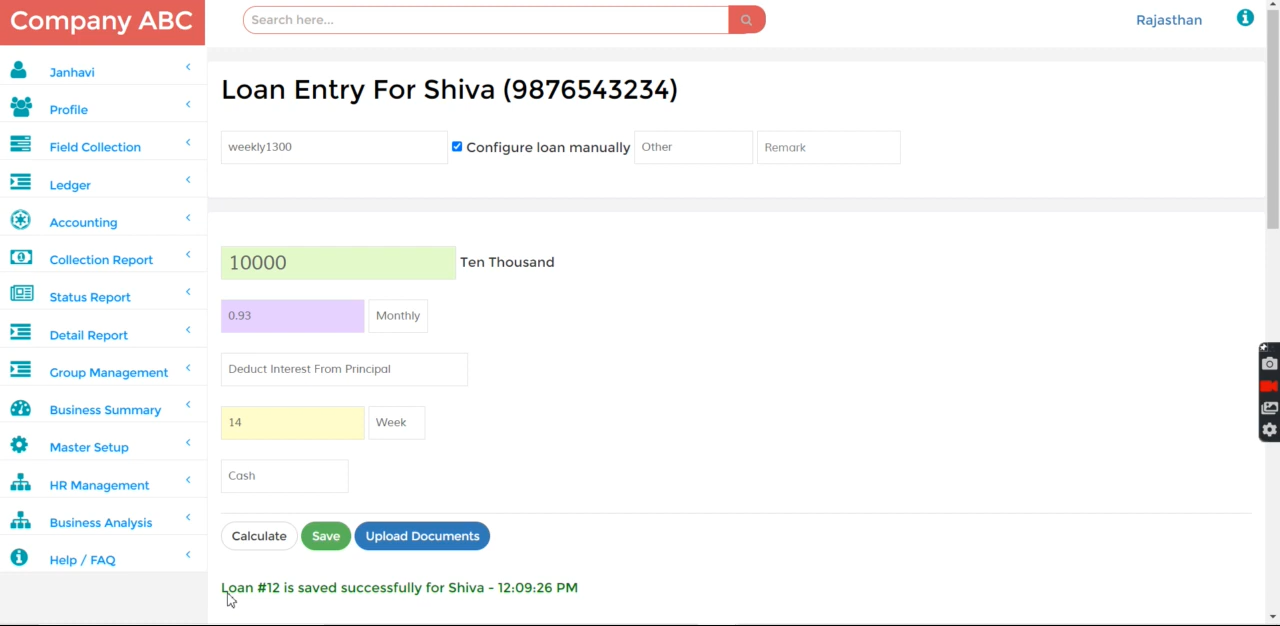 Company ABC
Search here...
Rajasthan
Janhavi
Profile
Field Collection
Ledger
Accounting
Collection Report
Status Report
Detail Report
Group Management
Business Summary
Master Setup
HR Management
Business Analysis
Help / FAQ
Loan Entry For Shiva (9876543234)
weekly1300 Configure loan manually Other Remark
10000 Ten Thousand
0.93 Monthly
Deduct Interest From Principal
14 Week
Cash
Calculate Save Upload Documents
Loan #12 is saved successfully for Shiva - 12:09:26 PM